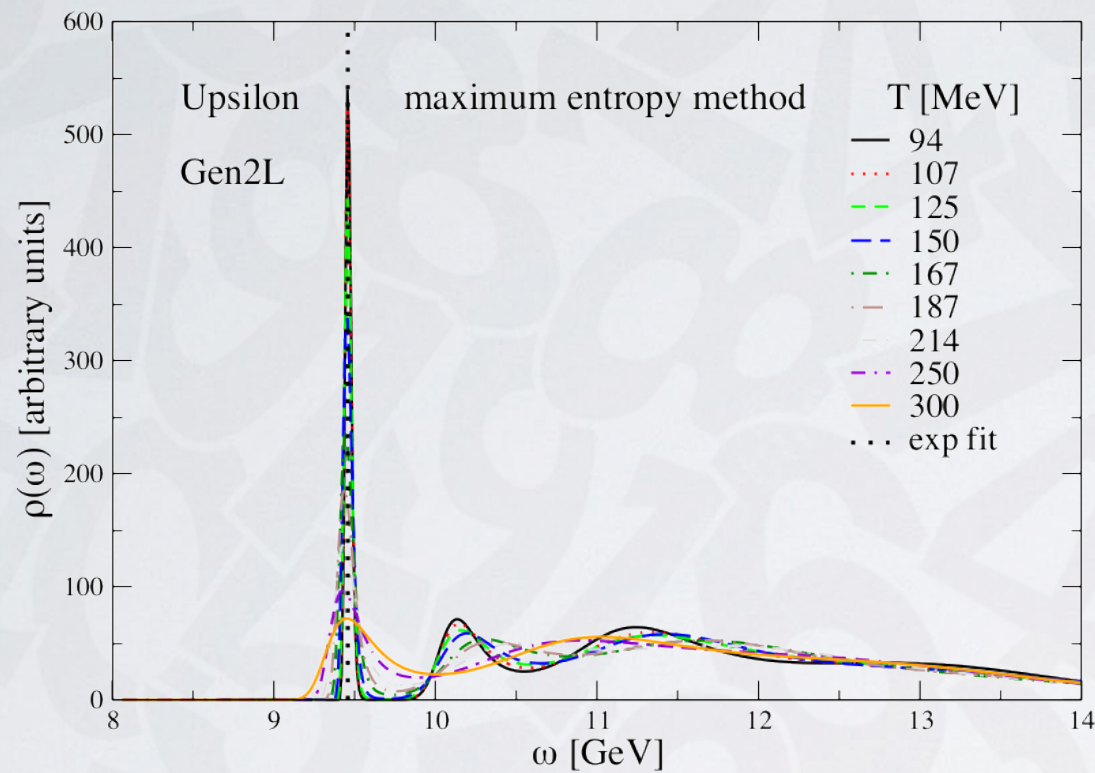 600
500
400
300
200
100
0
ρ(ω) [arbitrary units]
Upsilon
maximum entropy method
T [MeV]
Gen2L
94
107
125
150
167
187
214
250
300
exp fit
8 9 10 11 12 13 14
ω [GeV]